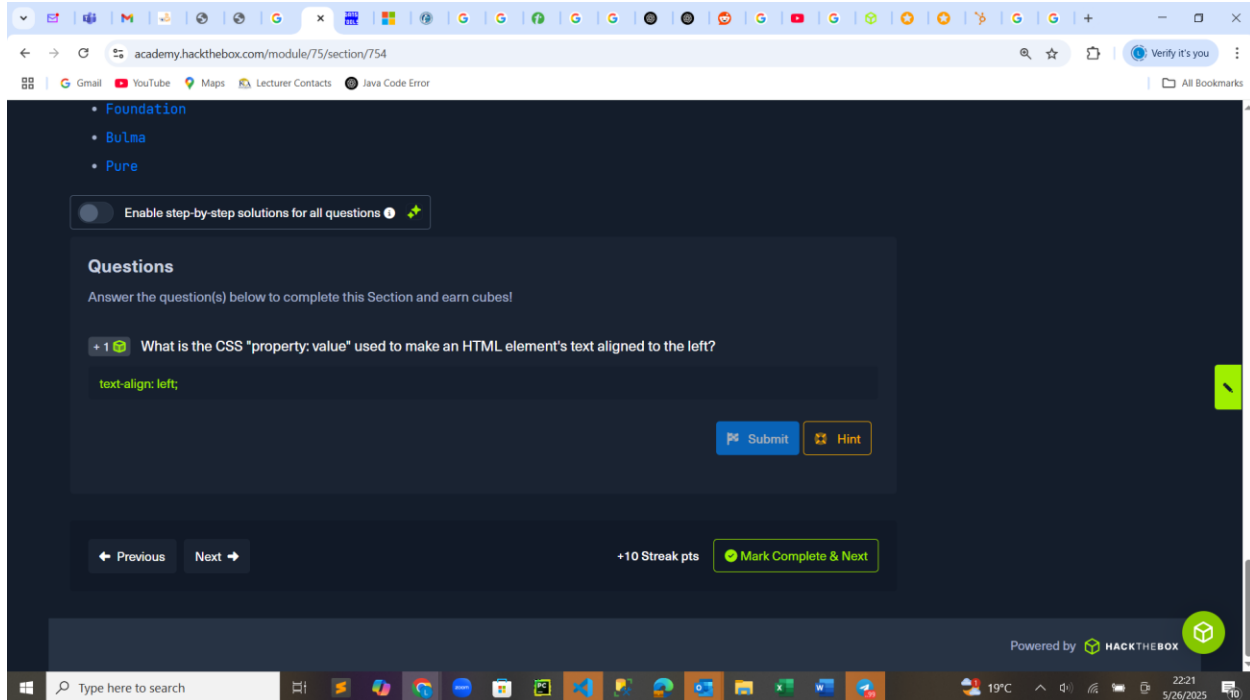 academy.hackthebox.com/module/75/section/754
Verify it's you
Gmail
YouTube
Maps
Lecturer Contacts
Java Code Error
All Bookmarks
• Foundation
• Bulma
• Pure
Enable step-by-step solutions for all questions
Questions
Answer the question(s) below to complete this Section and earn cubes!
+ 1 What is the CSS "property: value" used to make an HTML element's text aligned to the left?
text-align: left;
Submit
Hint
Previous
Next
+10 Streak pts
Mark Complete & Next
Powered by HACKTHEBOX
Type here to search
19°C
22:21
5/26/2025